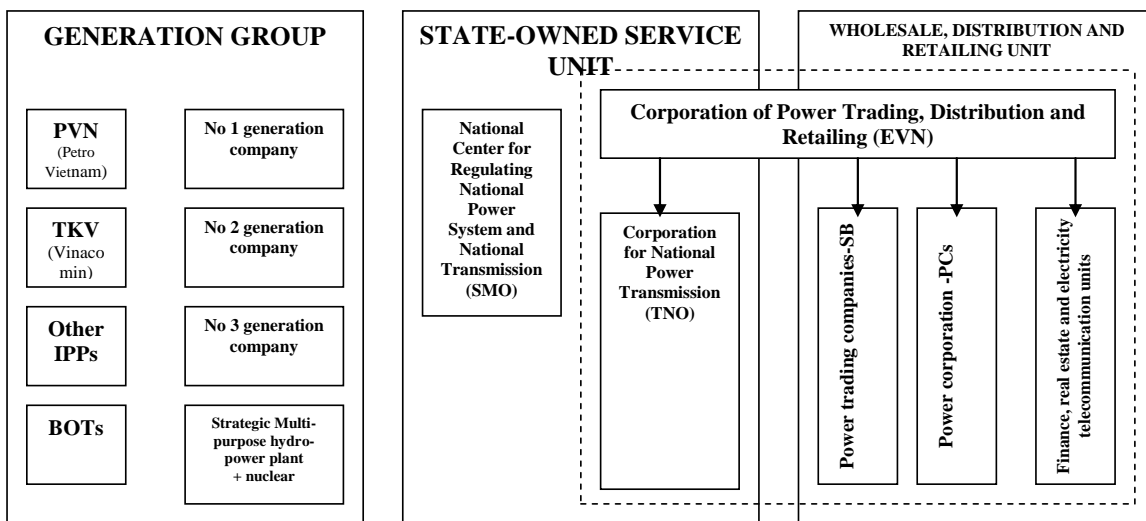 GENERATION GROUP
PVN
(Petro
Vietnam)
No 1 generation
company
TKV
(Vinaco
min)
No 2 generation
company
Other
IPPs
No 3 generation
company
BOTs
Strategic Multi-
purpose hydro-
power plant
+ nuclear
STATE-OWNED SERVICE
UNIT
National
Center for
Regulating
National
Power
System and
National
Transmission
(SMO)
WHOLESALE, DISTRIBUTION AND
RETAILING UNIT
Corporation of Power Trading, Distribution and
Retailing (EVN)
Corporation
for National
Power
Transmission
(TNO)
Power trading companies-SB
Power corporation -PCs
Finance, real estate and electricity
telecommunication units